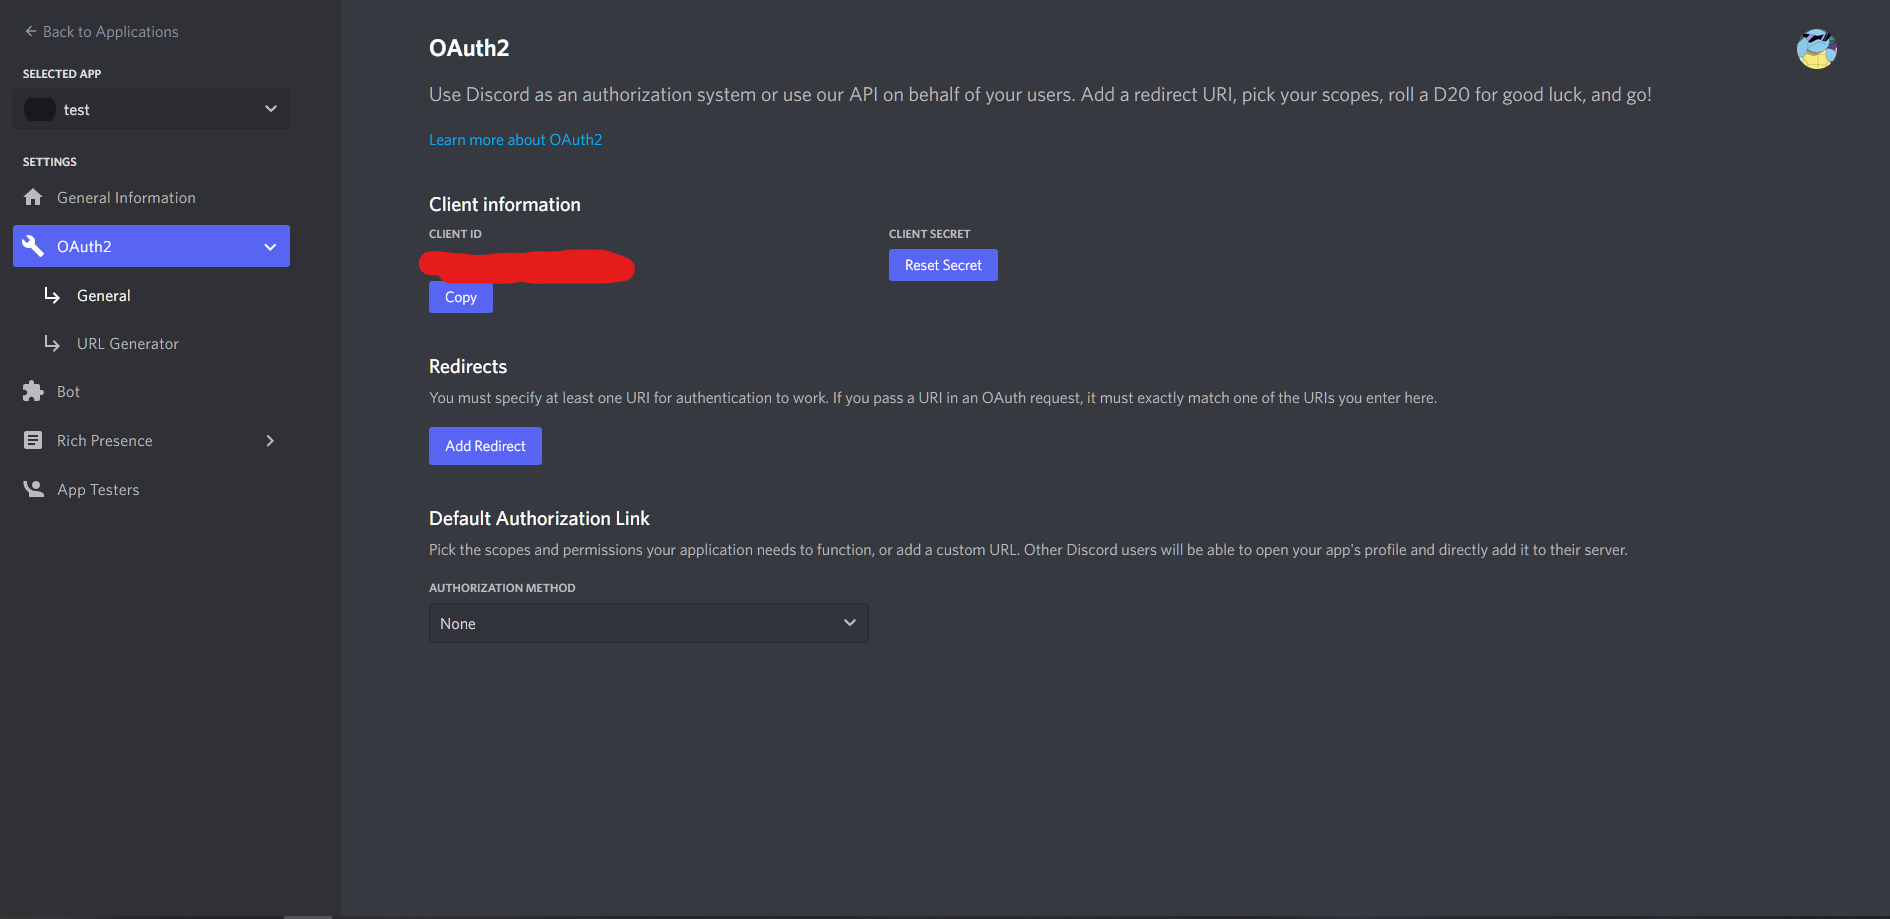 Back to Applications
SELECTED APP
test
SETTINGS
General Information
OAuth2
General
URL Generator
Bot
Rich Presence
App Testers
OAuth2
Use Discord as an authorization system or use our API on behalf of your users. Add a redirect URI, pick your scopes, roll a D20 for good luck, and go!
Learn more about OAuth2
Client information
CLIENT ID
Copy
CLIENT SECRET
Reset Secret
Redirects
You must specify at least one URI for authentication to work. If you pass a URI in an OAuth request, it must exactly match one of the URIs you enter here.
Add Redirect
Default Authorization Link
Pick the scopes and permissions your application needs to function, or add a custom URL. Other Discord users will be able to open your app's profile and directly add it to their server.
AUTHORIZATION METHOD
None